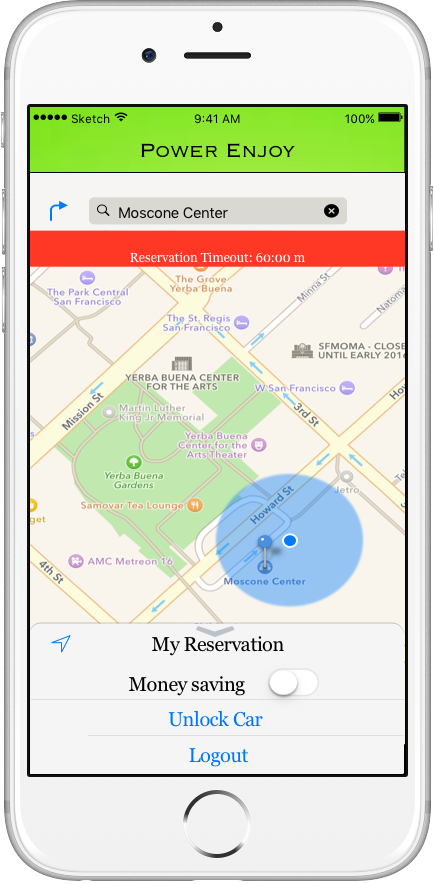 Sketch 9:41 AM 100%
POWER ENJOY
Moscone Center
Reservation Timeout: 60:00 m
The Park Central
San Francisco
The Grove
Yerba Buena
Minna St
Natoma
The St. Regis
San Francisco
SFMOMA - CLOSE
UNTIL EARLY 2016
YERBA BUENA CENTER
FOR THE ARTS
W San Francisco
Mission St
Martin Luther
King Jr Memorial
3rd St
Yerba Buena
Center for the
Arts Theater
Yerba Buena
Gardens
Jetro
Samovar Tea Lounge
Howard St
get
AMC Metreon 16
4th St
Moscone Center
My Reservation
Money saving
Unlock Car
Logout